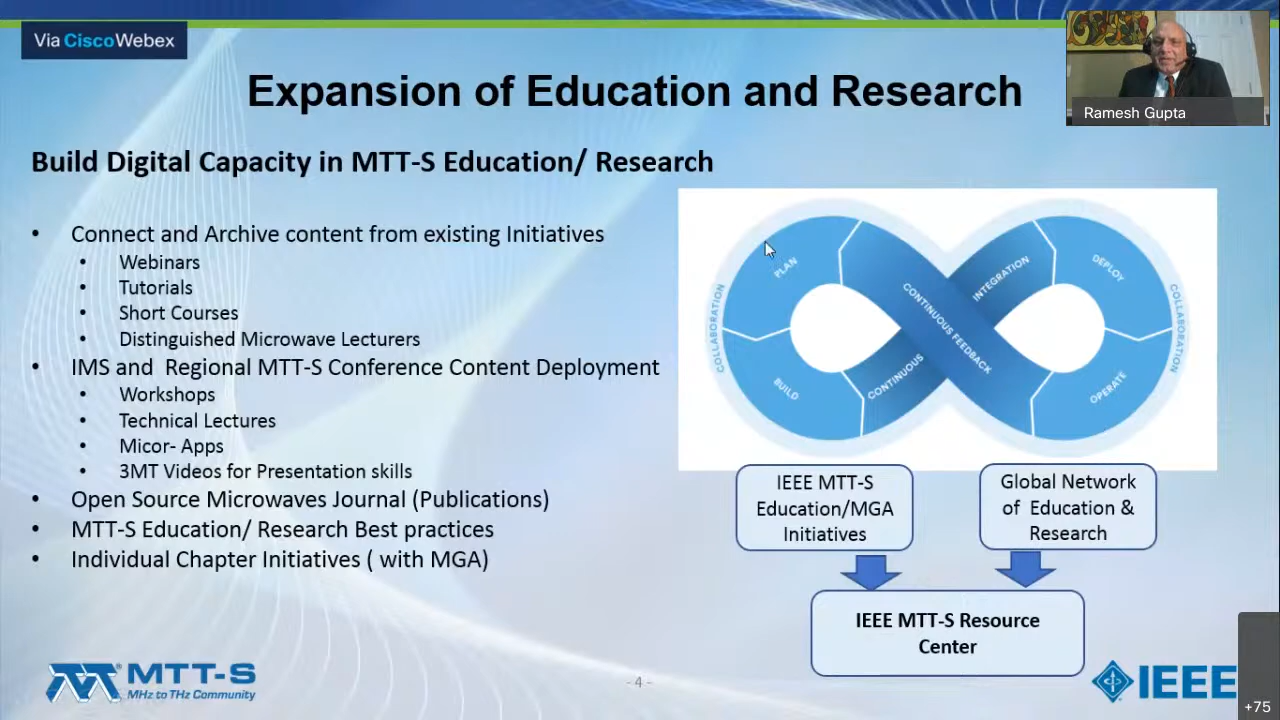 Via CiscoWebex
Expansion of Education and Research
Ramesh Gupta
Build Digital Capacity in MTT-S Education/ Research
• Connect and Archive content from existing Initiatives
• Webinars
• Tutorials
• Short Courses
• Distinguished Microwave Lecturers
• IMS and Regional MTT-S Conference Content Deployment
• Workshops
• Technical Lectures
• Micor- Apps
• 3MT Videos for Presentation skills
• Open Source Microwaves Journal (Publications)
• MTT-S Education/ Research Best practices
• Individual Chapter Initiatives ( with MGA)
COLLABORATION
PLAN
BUILD
CONTINUOUS
INTEGRATION
CONTINUOUS FEEDBACK
DEPLOY
OPERATE
COLLABORATION
IEEE MTT-S
Education/MGA
Initiatives
Global Network
of Education &
Research
IEEE MTT-S Resource
Center
MTT-S
MHz to THz Community
- 4 -
IEEE
+75